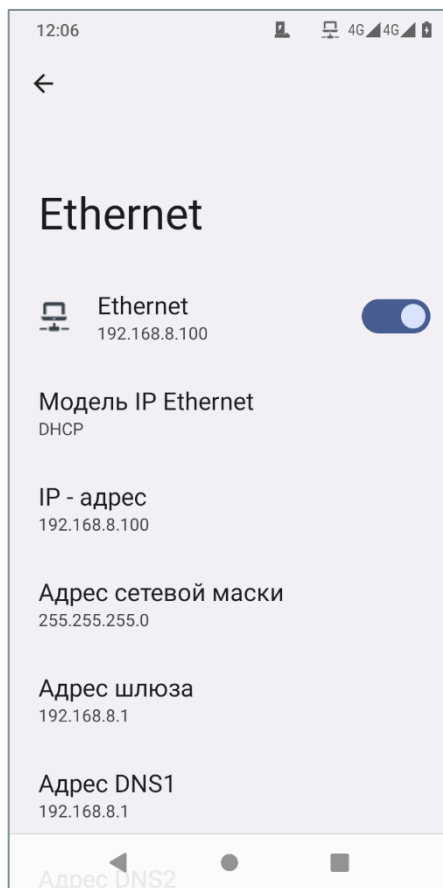 12:06
4G 4G
Ethernet
Ethernet
192.168.8.100
Модель IP Ethernet
DHCP
IP - адрес
192.168.8.100
Адрес сетевой маски
255.255.255.0
Адрес шлюза
192.168.8.1
Адрес DNS1
192.168.8.1
Адрес DNS2